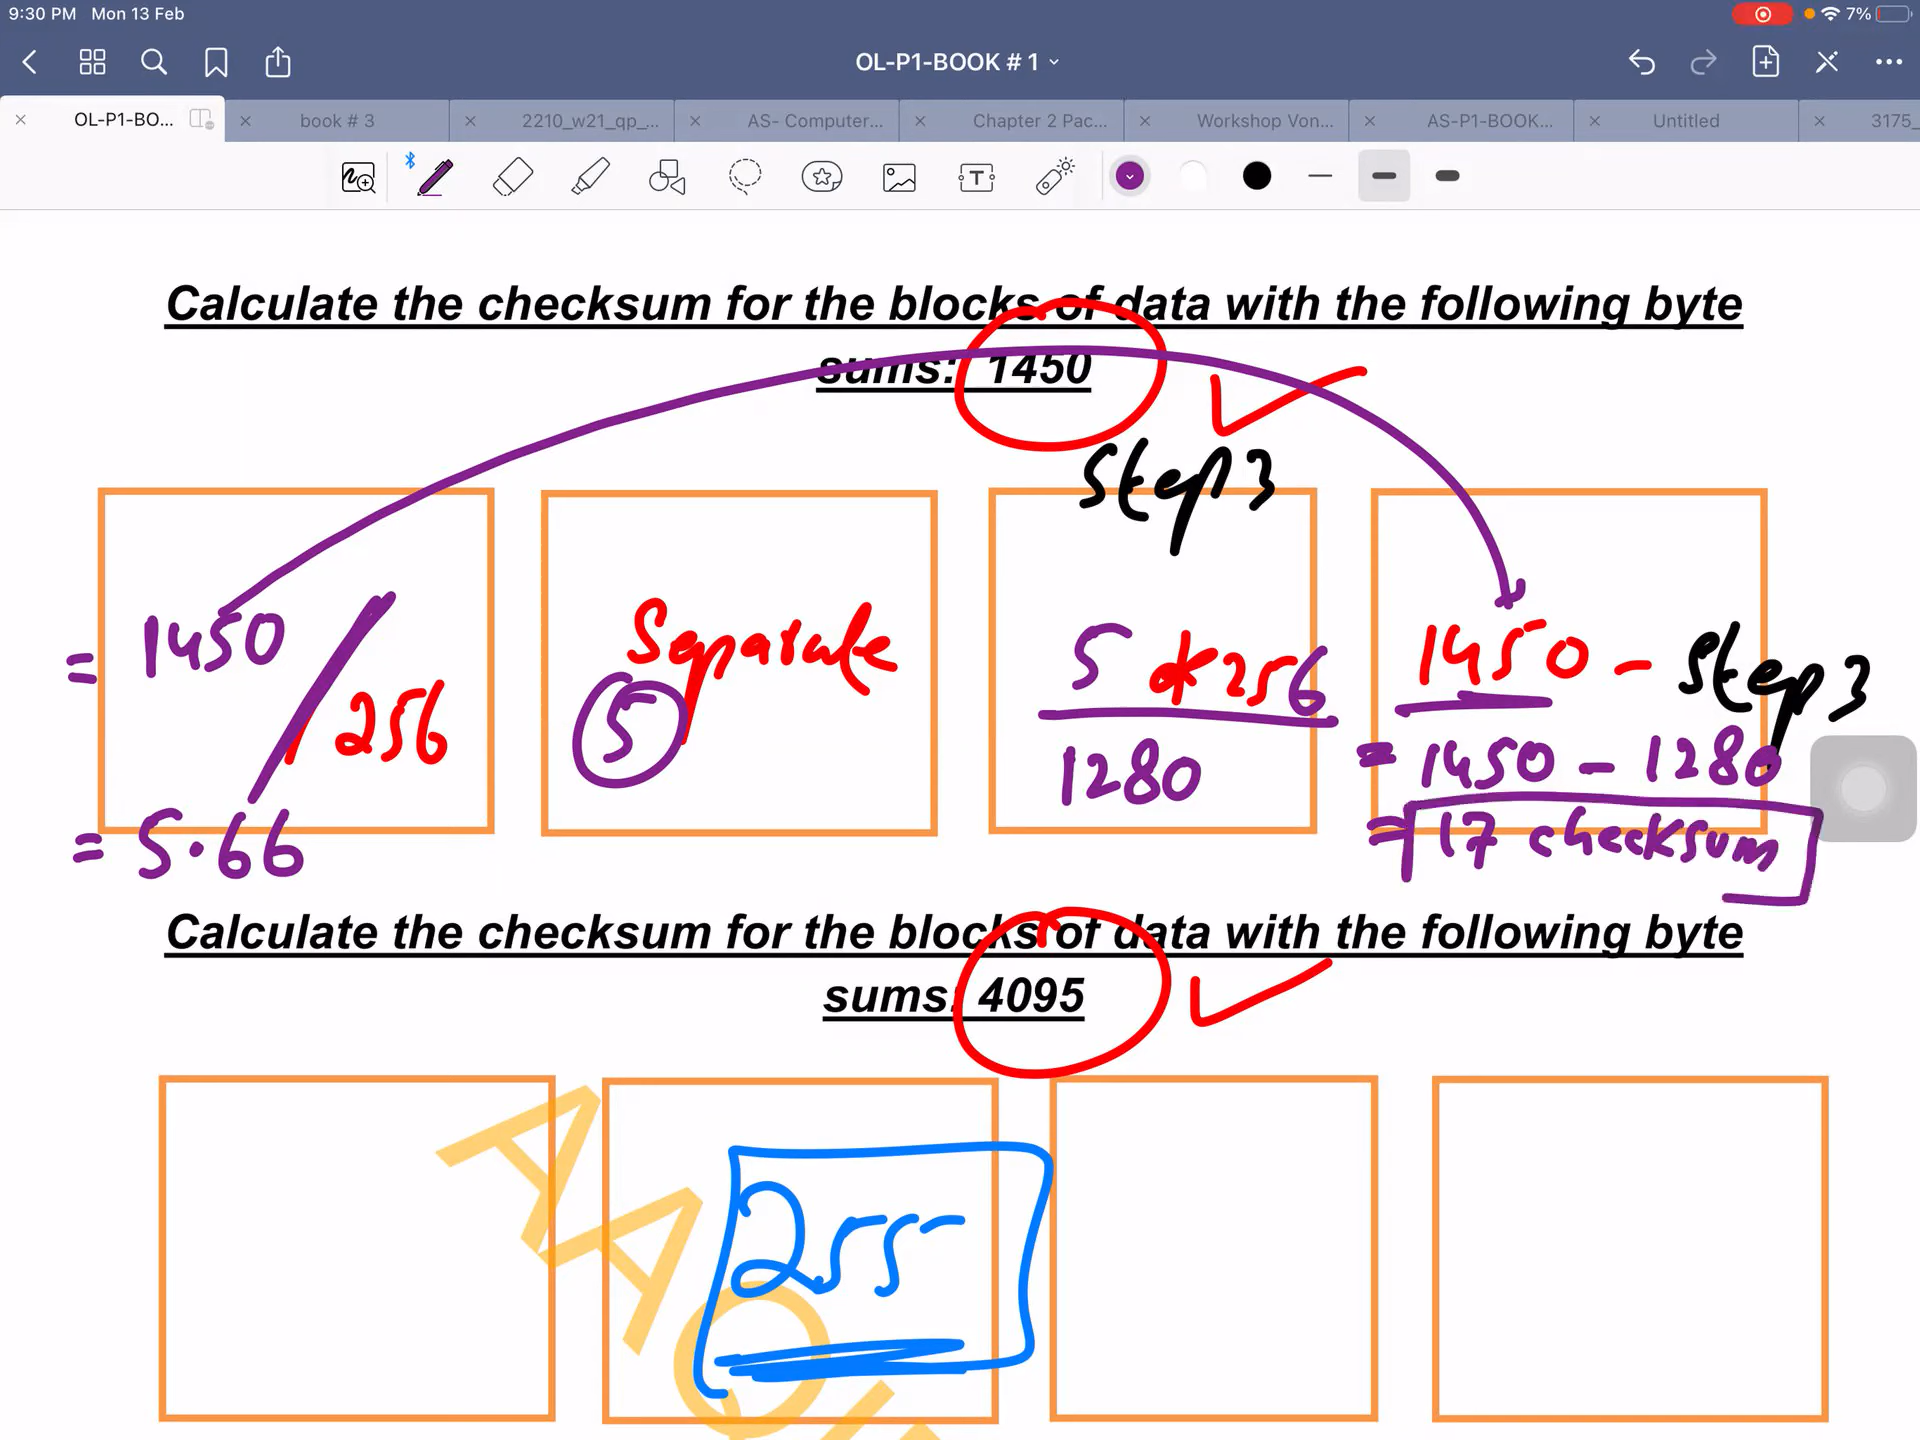 9:30 PM Mon 13 Feb
7%
OL-P1-BOOK # 1
OL-P1-BO...
book # 3
2210_w21_qp_...
AS- Computer...
Chapter 2 Pac...
Workshop Von...
AS-P1-BOOK...
Untitled
3175_
Calculate the checksum for the blocks of data with the following byte
sums: 1450
Step 3
= 1450 / 256
= 5.66
Separate
5
5 * 256
1280
1450 - Step 3
= 1450 - 1280
= 17 checksum
Calculate the checksum for the blocks of data with the following byte
sums: 4095
255